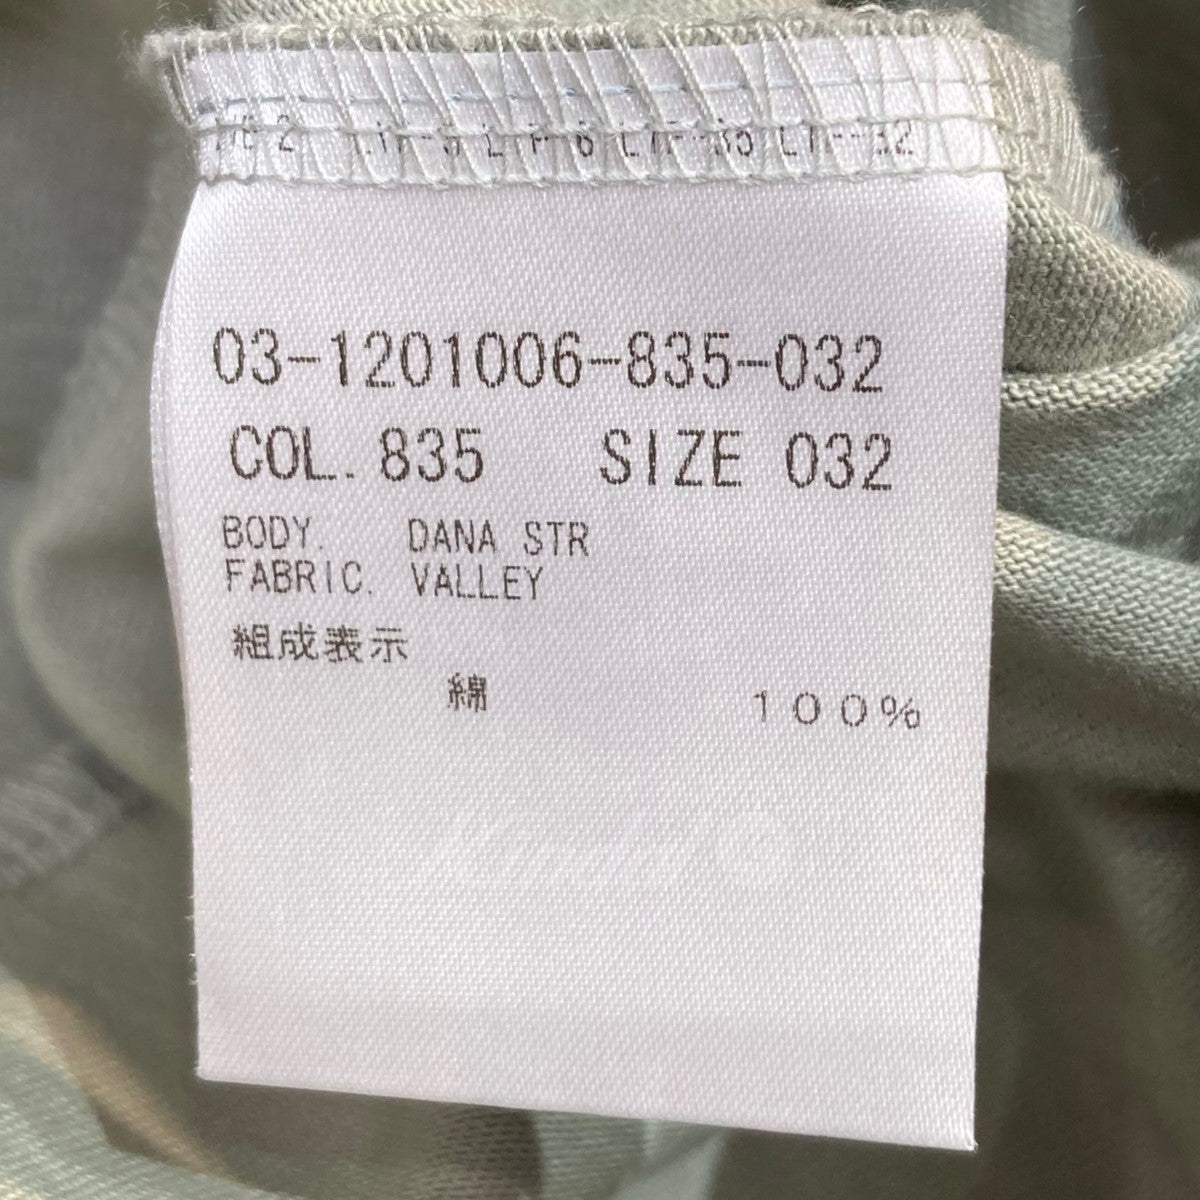 03-1201006-835-032
COL. 835 SIZE 032
BODY. DANA STR
FABRIC. VALLEY
組成表示
綿 100%